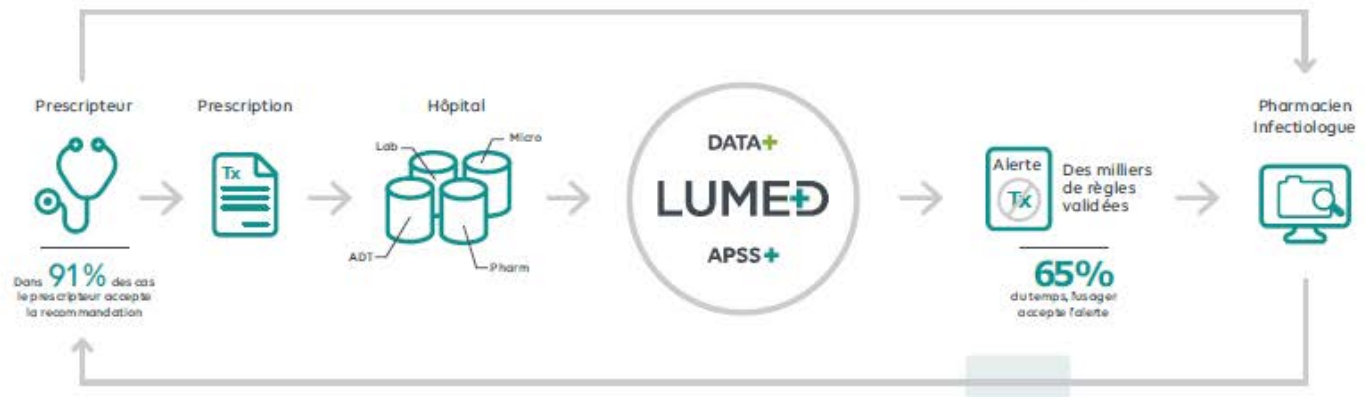 Prescripteur
Prescription
Hôpital
Pharmacien
Infectiologue
Lab
Micro
ADT
Pharm
Tx
DATA+
LUMED
APSS+
Alerte
Tx
Des milliers
de règles
validées
Dans 91% des cas
le prescripteur accepte
la recommandation
65%
du temps, l'usager
accepte l'alerte